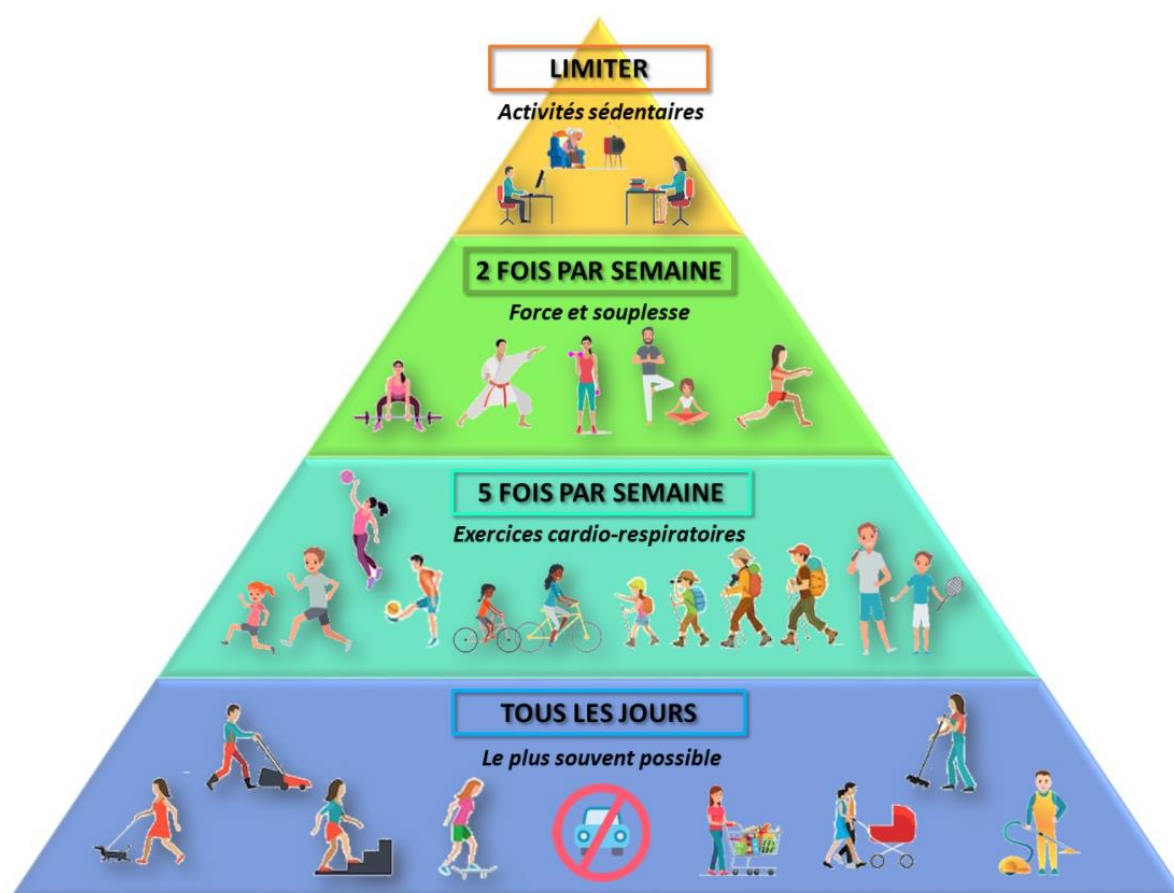 LIMITER
Activités sédentaires
2 FOIS PAR SEMAINE
Force et souplesse
5 FOIS PAR SEMAINE
Exercices cardio-respiratoires
TOUS LES JOURS
Le plus souvent possible